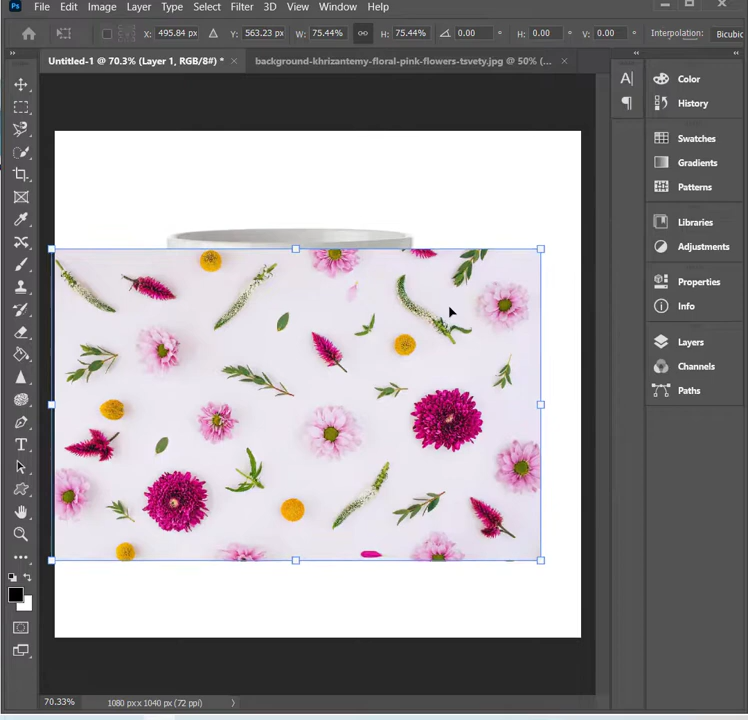 Ps File Edit Image Layer Type Select Filter 3D View Window Help
X: 495.84 px Y: 563.23 px W: 75.44% H: 75.44% 0.00 ° H: 0.00 ° V: 0.00 ° Interpolation: Bicubic
Untitled-1 @ 70.3% (Layer 1, RGB/8#) * × background-khrizantemy-floral-pink-flowers-tsvety.jpg @ 50% (... ×
A|
¶
Color
History
Swatches
Gradients
Patterns
Libraries
Adjustments
Properties
Info
Layers
Channels
Paths
T
70.33% 1080 px x 1040 px (72 ppi)